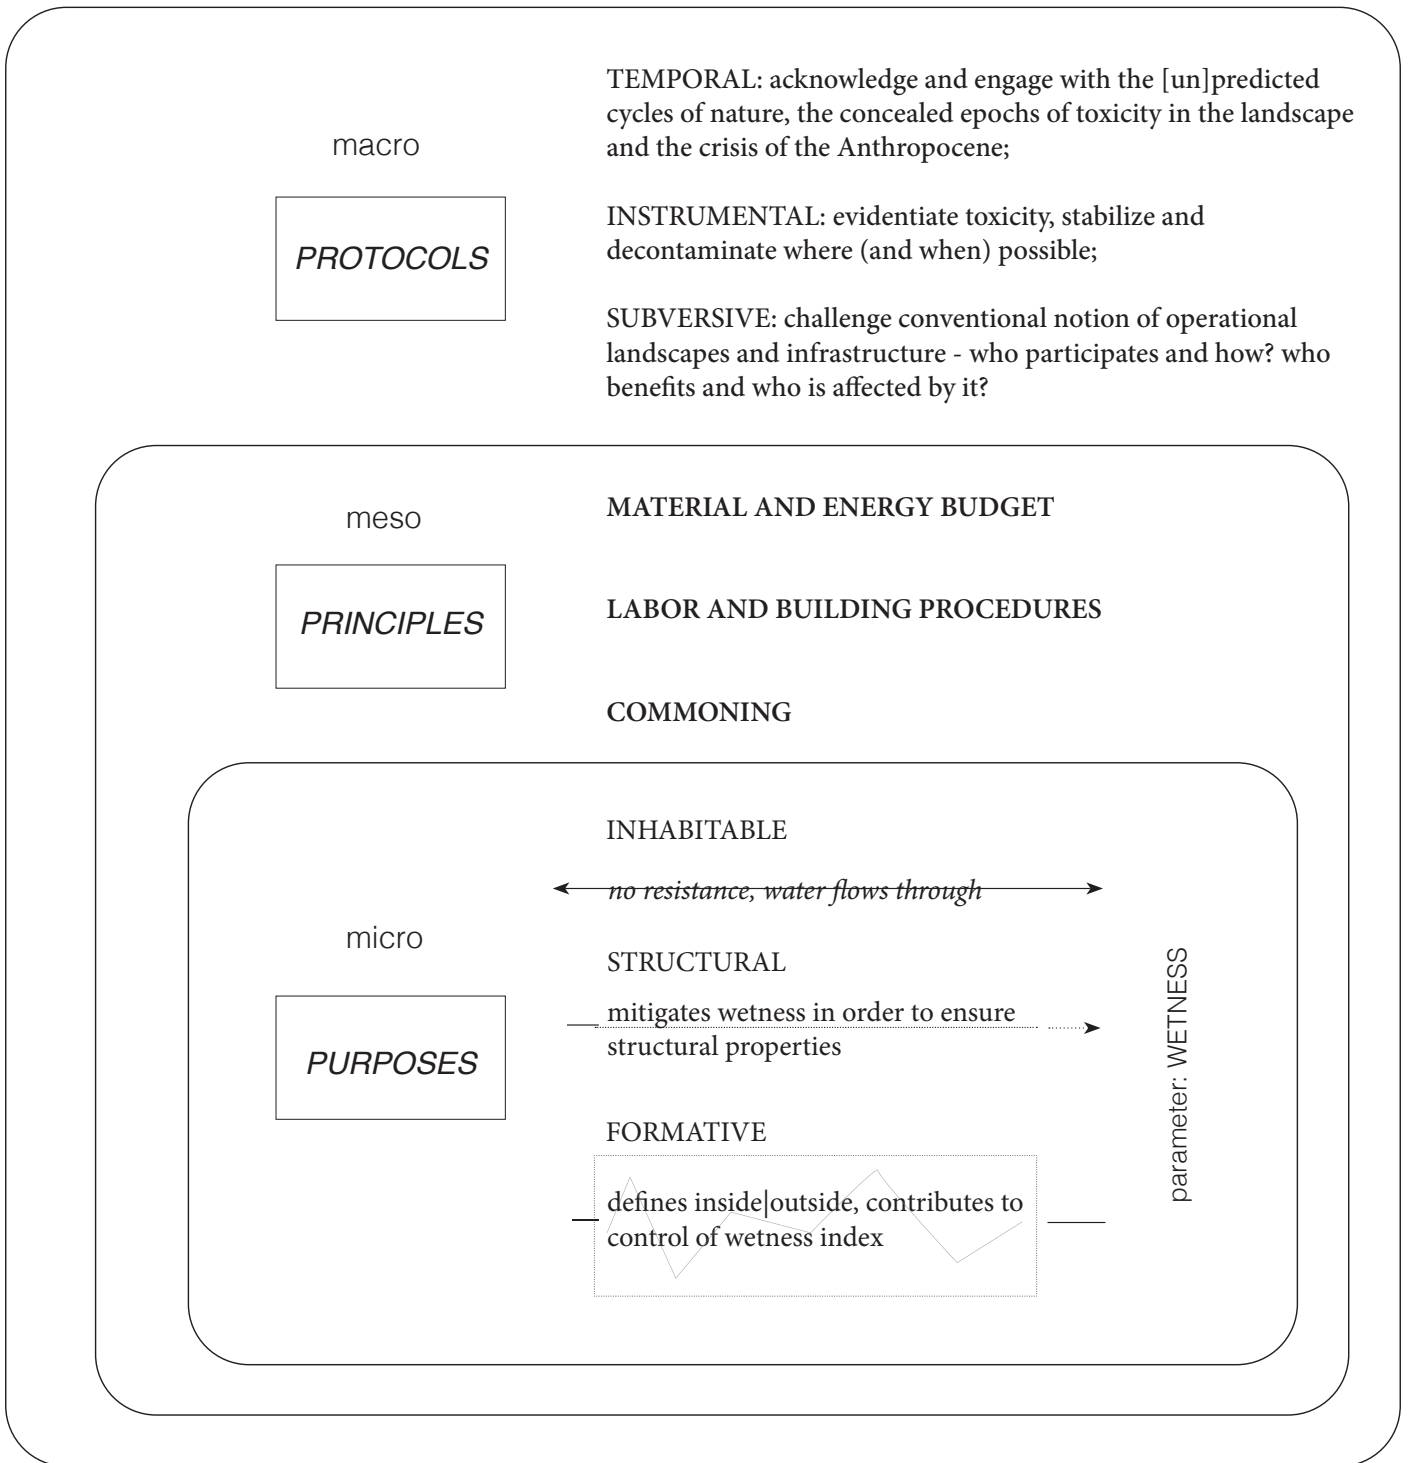 macro
PROTOCOLS
TEMPORAL: acknowledge and engage with the [un]predicted
cycles of nature, the concealed epochs of toxicity in the landscape
and the crisis of the Anthropocene;
INSTRUMENTAL: evidentiate toxicity, stabilize and
decontaminate where (and when) possible;
SUBVERSIVE: challenge conventional notion of operational
landscapes and infrastructure - who participates and how? who
benefits and who is affected by it?
meso
PRINCIPLES
MATERIAL AND ENERGY BUDGET
LABOR AND BUILDING PROCEDURES
COMMONING
micro
PURPOSES
INHABITABLE
no resistance, water flows through
STRUCTURAL
mitigates wetness in order to ensure
structural properties
FORMATIVE
defines inside|outside, contributes to
control of wetness index
parameter: WETNESS